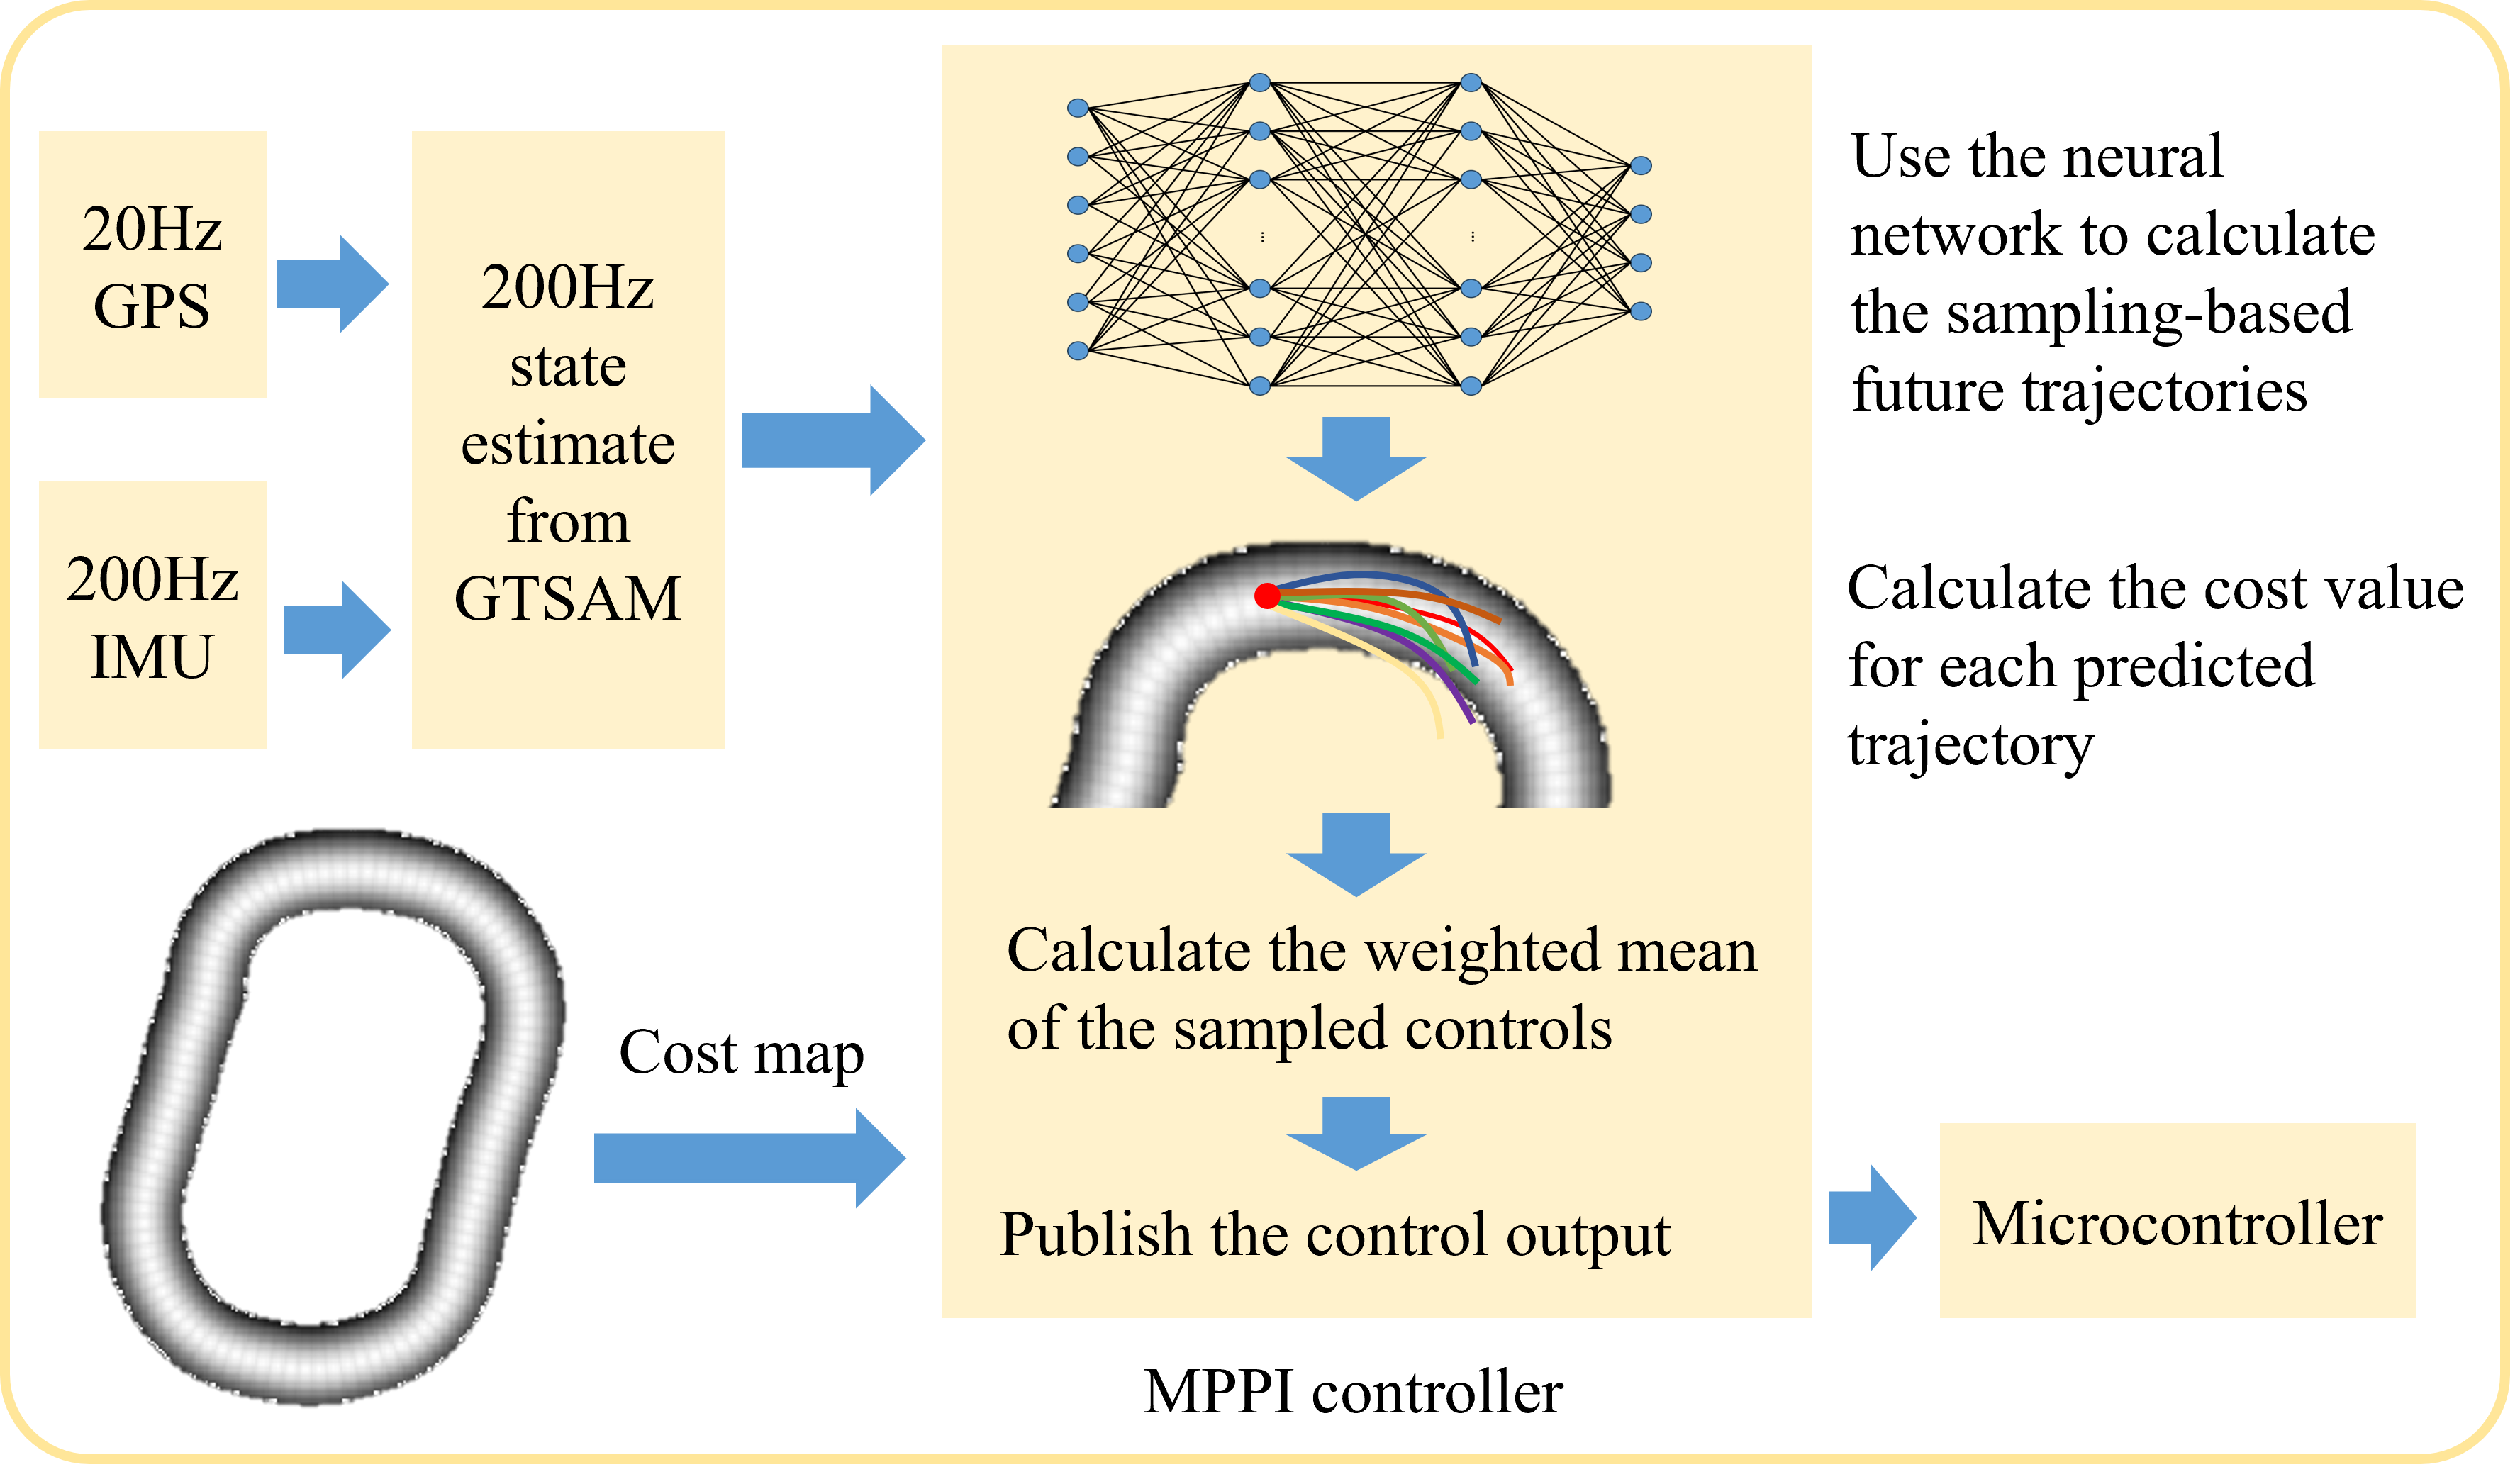 20Hz
GPS
200Hz
IMU
200Hz
state
estimate
from
GTSAM
Use the neural
network to calculate
the sampling-based
future trajectories
Calculate the cost value
for each predicted
trajectory
Cost map
Calculate the weighted mean
of the sampled controls
Publish the control output
Microcontroller
MPPI controller